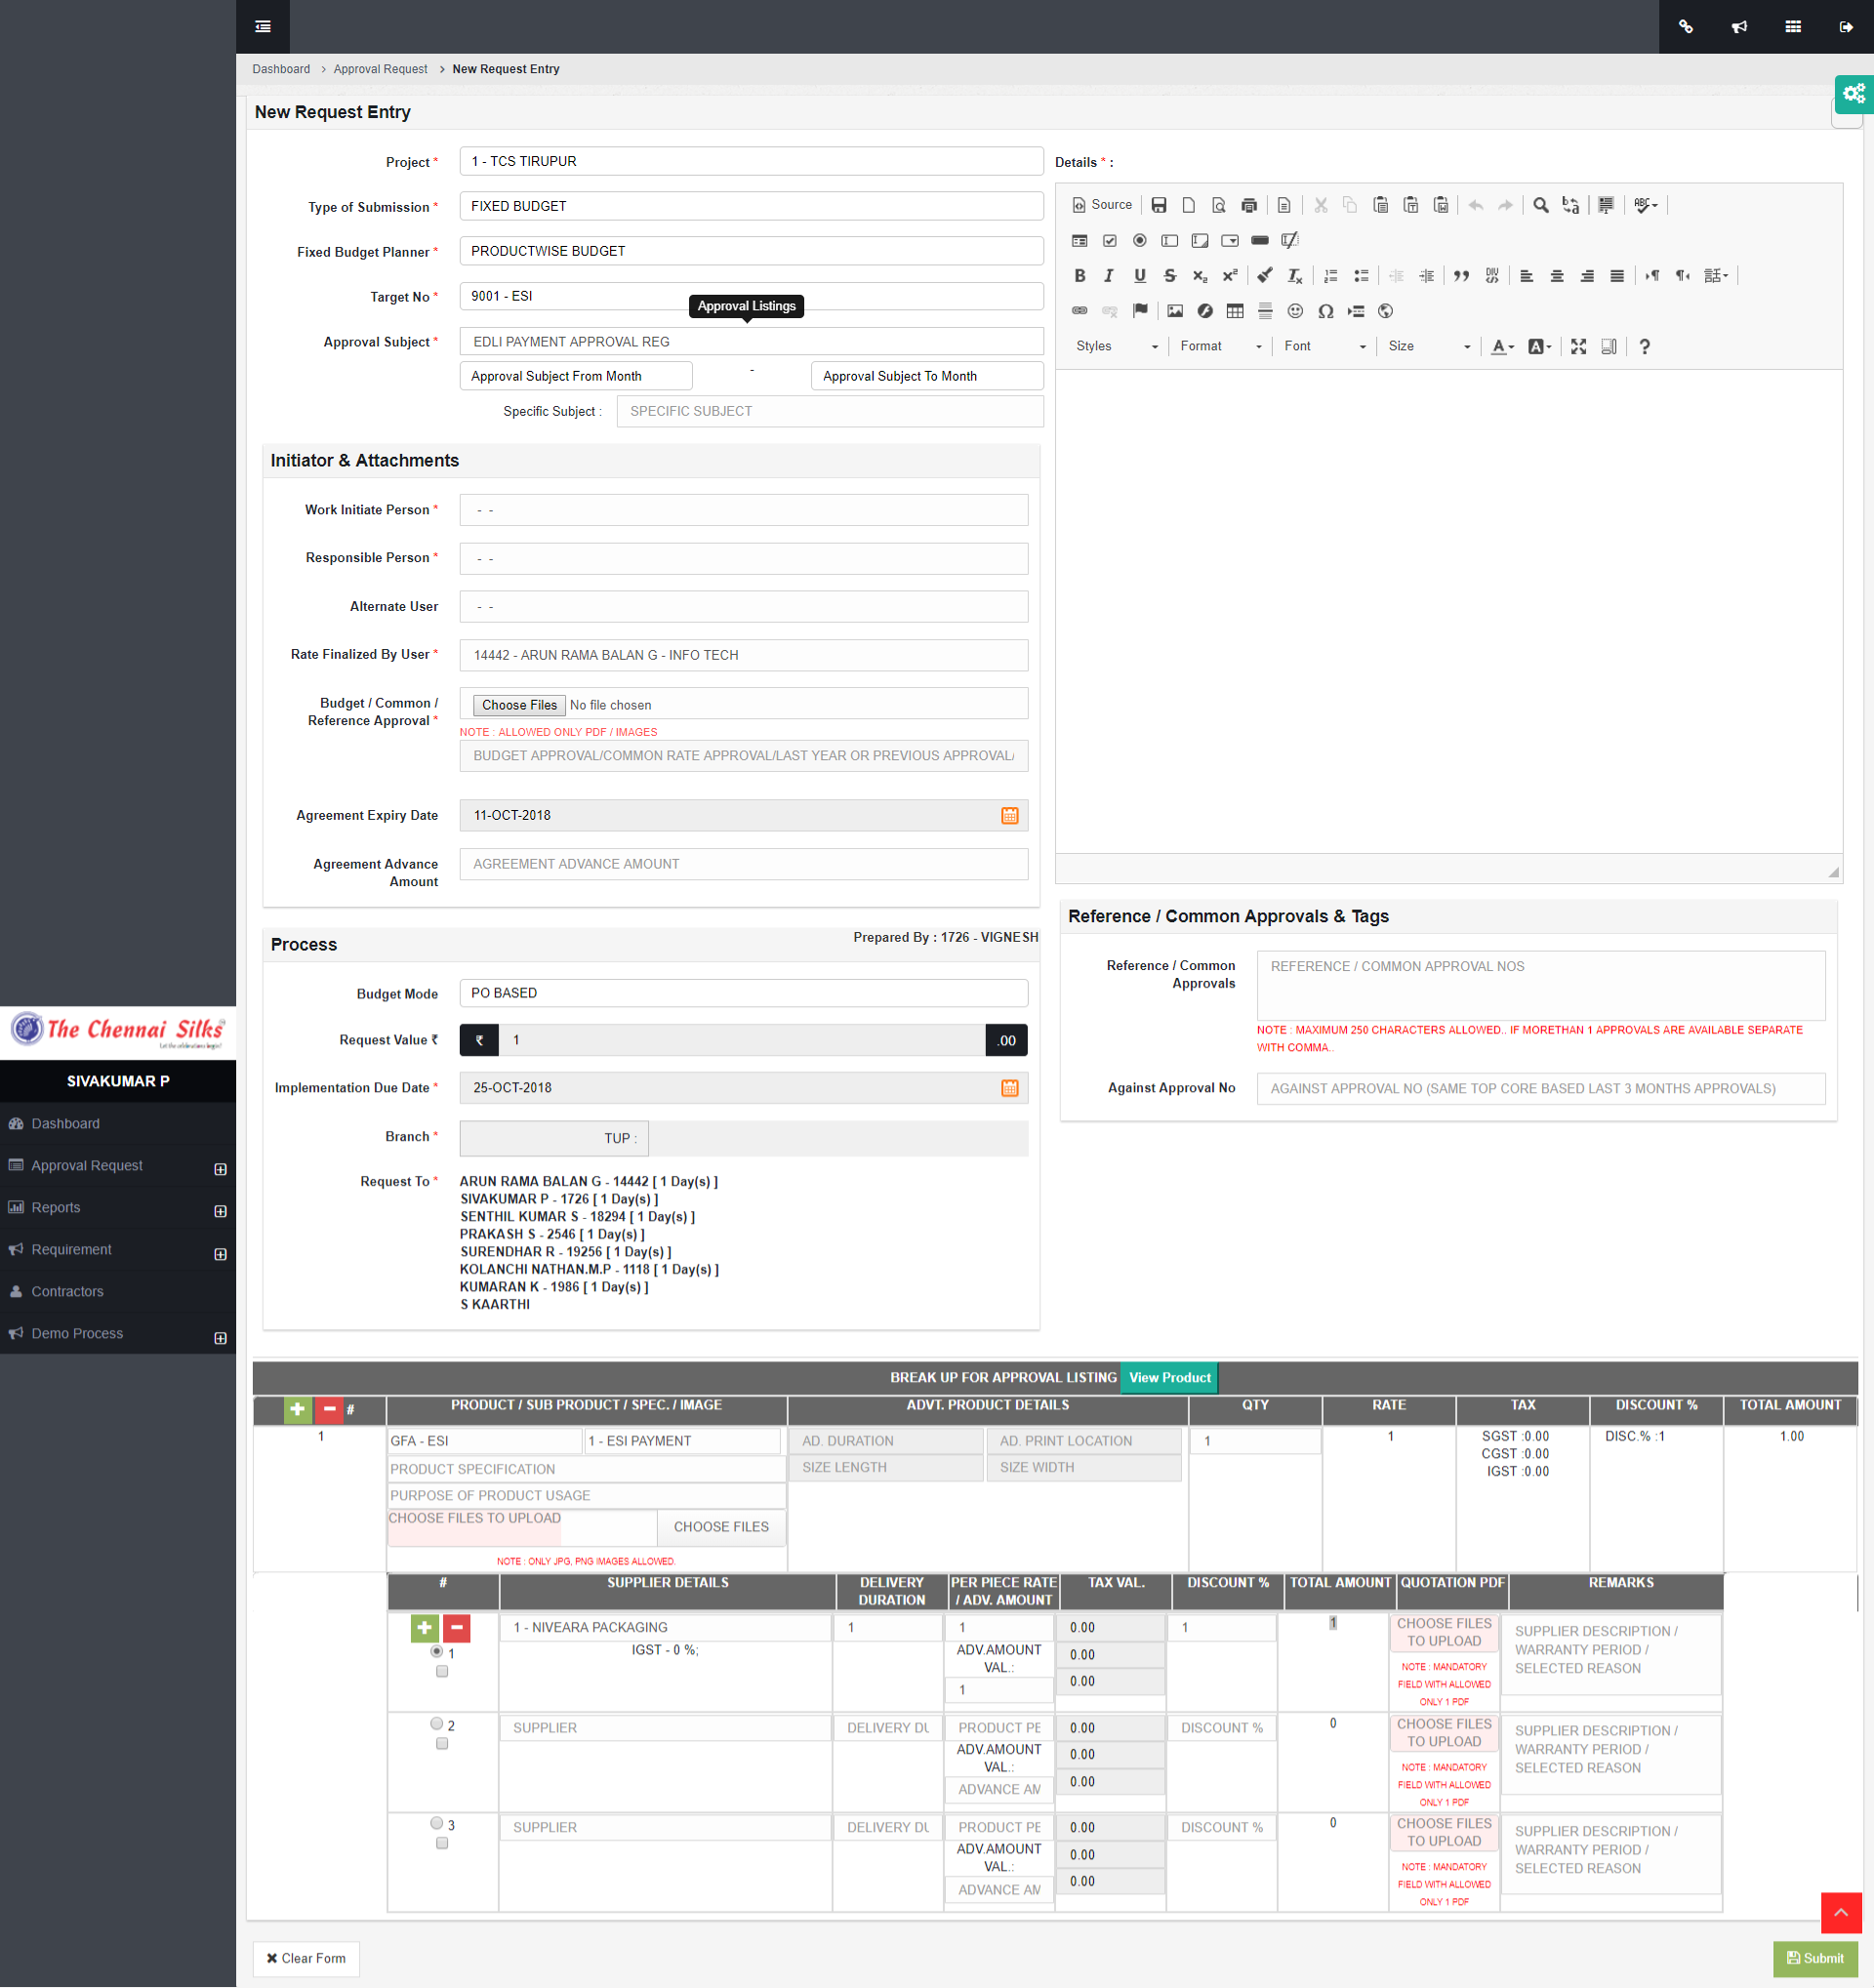 Dashboard > Approval Request > New Request Entry
New Request Entry
Project *
1 - TCS TIRUPUR
Type of Submission *
FIXED BUDGET
Fixed Budget Planner *
PRODUCTWISE BUDGET
Target No *
9001 - ESI
Approval Listings
Approval Subject *
EDLI PAYMENT APPROVAL REG
Approval Subject From Month - Approval Subject To Month
Specific Subject :
SPECIFIC SUBJECT
Details * :
Source
Styles Format Font Size
Initiator & Attachments
Work Initiate Person *
- -
Responsible Person *
- -
Alternate User
- -
Rate Finalized By User *
14442 - ARUN RAMA BALAN G - INFO TECH
Budget / Common /
Reference Approval *
Choose Files No file chosen
NOTE : ALLOWED ONLY PDF / IMAGES
BUDGET APPROVAL/COMMON RATE APPROVAL/LAST YEAR OR PREVIOUS APPROVAL/
Agreement Expiry Date
11-OCT-2018
Agreement Advance
Amount
AGREEMENT ADVANCE AMOUNT
Process
Prepared By : 1726 - VIGNESH
Budget Mode
PO BASED
Request Value ₹
₹ 1 .00
Implementation Due Date *
25-OCT-2018
Branch *
TUP :
Request To *
ARUN RAMA BALAN G - 14442 [ 1 Day(s) ]
SIVAKUMAR P - 1726 [ 1 Day(s) ]
SENTHIL KUMAR S - 18294 [ 1 Day(s) ]
PRAKASH S - 2546 [ 1 Day(s) ]
SURENDHAR R - 19256 [ 1 Day(s) ]
KOLANCHI NATHAN.M.P - 1118 [ 1 Day(s) ]
KUMARAN K - 1986 [ 1 Day(s) ]
S KAARTHI
Reference / Common Approvals & Tags
Reference / Common
Approvals
REFERENCE / COMMON APPROVAL NOS
NOTE : MAXIMUM 250 CHARACTERS ALLOWED.. IF MORETHAN 1 APPROVALS ARE AVAILABLE SEPARATE
WITH COMMA..
Against Approval No
AGAINST APPROVAL NO (SAME TOP CORE BASED LAST 3 MONTHS APPROVALS)
The Chennai Silks
Let the celebrations begin!
SIVAKUMAR P
Dashboard
Approval Request
Reports
Requirement
Contractors
Demo Process
BREAK UP FOR APPROVAL LISTING View Product
# PRODUCT / SUB PRODUCT / SPEC. / IMAGE ADVT. PRODUCT DETAILS QTY RATE TAX DISCOUNT % TOTAL AMOUNT
1
GFA - ESI 1 - ESI PAYMENT
PRODUCT SPECIFICATION
PURPOSE OF PRODUCT USAGE
CHOOSE FILES TO UPLOAD CHOOSE FILES
NOTE : ONLY JPG, PNG IMAGES ALLOWED.
AD. DURATION AD. PRINT LOCATION
SIZE LENGTH SIZE WIDTH
1
1
SGST :0.00
CGST :0.00
IGST :0.00
DISC.% :1
1.00
# SUPPLIER DETAILS DELIVERY DURATION PER PIECE RATE / ADV. AMOUNT TAX VAL. DISCOUNT % TOTAL AMOUNT QUOTATION PDF REMARKS
1
1 - NIVEARA PACKAGING
IGST - 0 %;
1
1
ADV.AMOUNT
VAL.:
1
0.00
0.00
0.00
1
1
CHOOSE FILES
TO UPLOAD
NOTE : MANDATORY
FIELD WITH ALLOWED
ONLY 1 PDF
SUPPLIER DESCRIPTION /
WARRANTY PERIOD /
SELECTED REASON
2
SUPPLIER
DELIVERY DU
PRODUCT PE
ADV.AMOUNT
VAL.:
ADVANCE AM
0.00
0.00
0.00
DISCOUNT %
0
CHOOSE FILES
TO UPLOAD
NOTE : MANDATORY
FIELD WITH ALLOWED
ONLY 1 PDF
SUPPLIER DESCRIPTION /
WARRANTY PERIOD /
SELECTED REASON
3
SUPPLIER
DELIVERY DU
PRODUCT PE
ADV.AMOUNT
VAL.:
ADVANCE AM
0.00
0.00
0.00
DISCOUNT %
0
CHOOSE FILES
TO UPLOAD
NOTE : MANDATORY
FIELD WITH ALLOWED
ONLY 1 PDF
SUPPLIER DESCRIPTION /
WARRANTY PERIOD /
SELECTED REASON
Clear Form
Submit